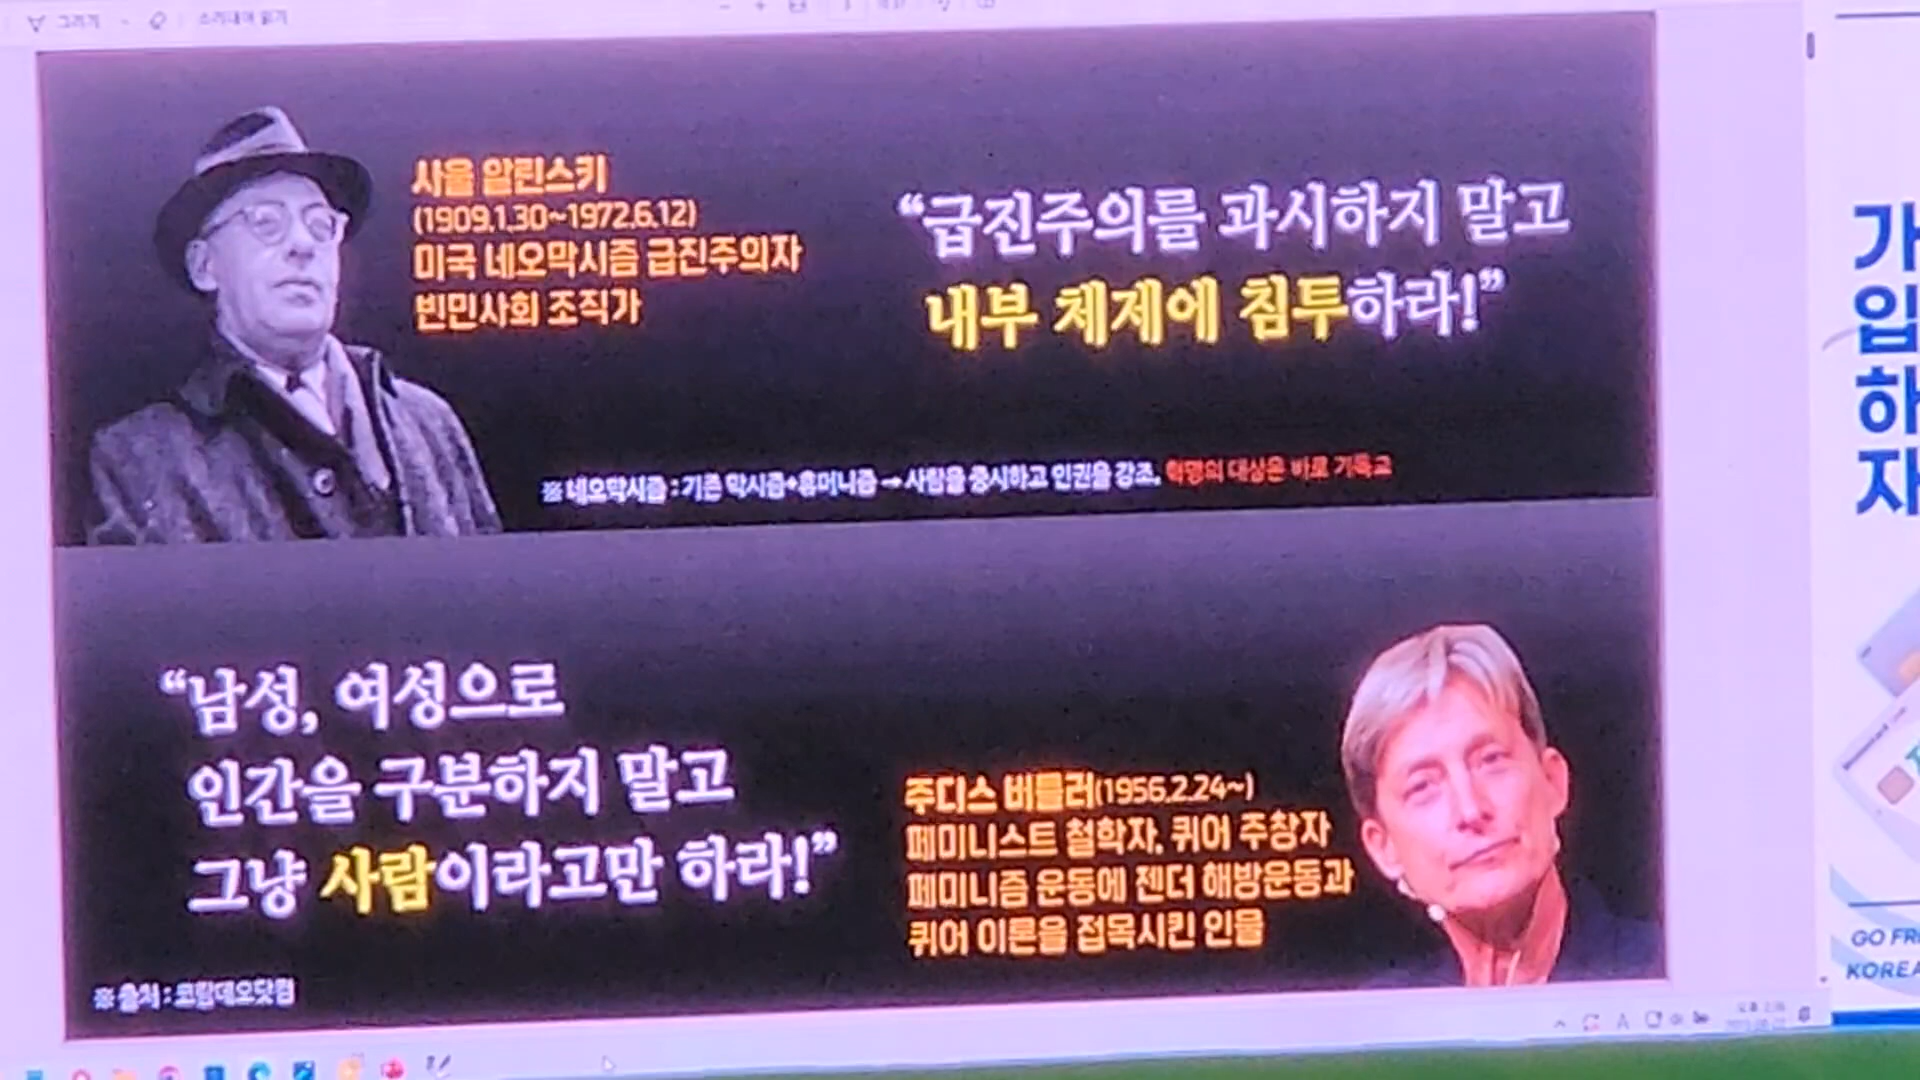 그리기
소리내어 읽기
사울 알린스키
(1909.1.30~1972.6.12)
미국 네오막시즘 급진주의자
빈민사회 조직가
“급진주의를 과시하지 말고
내부 체제에 침투하라!”
※ 네오막시즘 : 기존 막시즘+휴머니즘 → 사람을 중시하고 인권을 강조, 혁명의 대상은 바로 기독교
“남성, 여성으로
인간을 구분하지 말고
그냥 사람이라고만 하라!”
주디스 버틀러(1956.2.24~)
페미니스트 철학자, 퀴어 주창자
페미니즘 운동에 젠더 해방운동과
퀴어 이론을 접목시킨 인물
※ 출처 : 코람데오닷컴
가
입
하
자
GO FR
KOREA